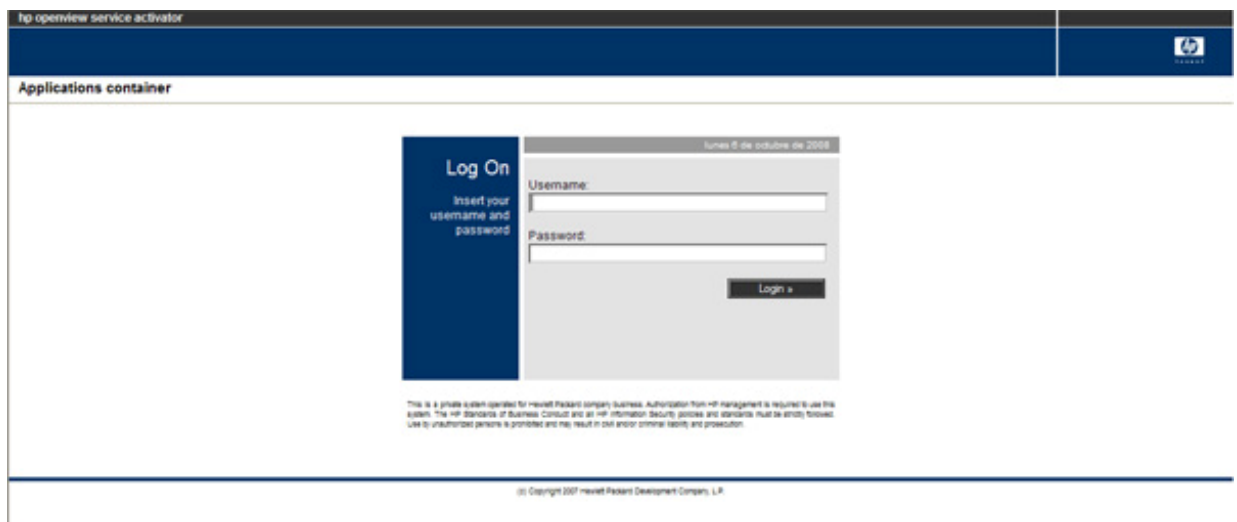 hp openview service activator
hp
invent
Applications container
lunes 6 de octubre de 2008
Log On
Insert your
username and
password
Username:
Password:
Login »
This is a private system operated for Hewlett Packard company business. Authorization from HP management is required to use this
system. The HP Standards of Business Conduct and all HP Information Security policies and standards must be strictly followed.
Use by unauthorized persons is prohibited and may result in civil and/or criminal liability and prosecution.
(c) Copyright 2007 Hewlett Packard Development Company, L.P.